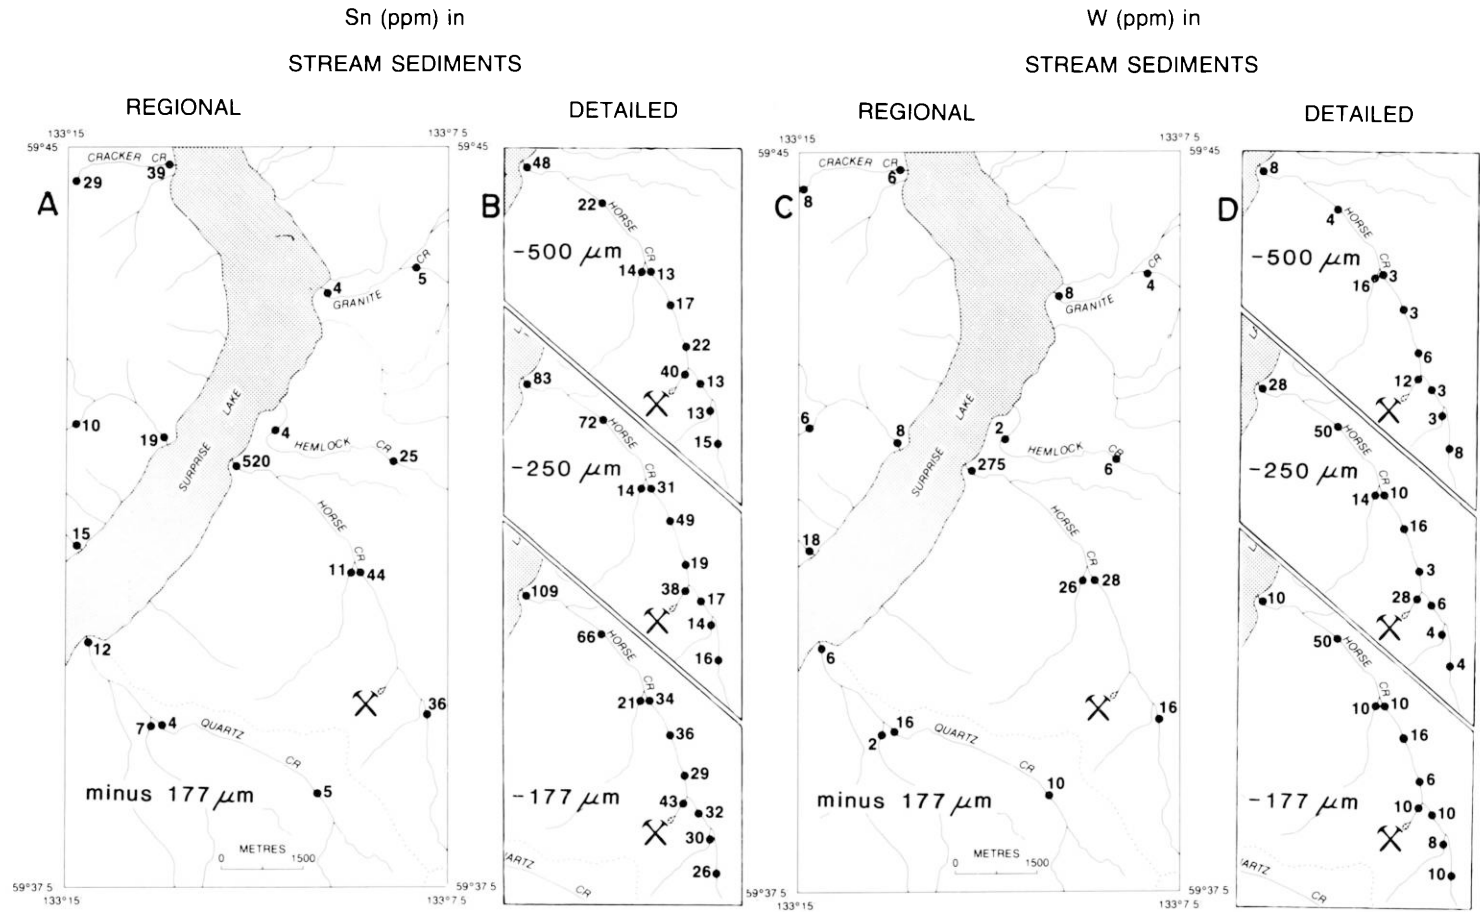 Sn (ppm) in
STREAM SEDIMENTS
REGIONAL
DETAILED
133°15
133°7 5
59°45
A
CRACKER CR
39
29
4
GRANITE
CR
5
10
19
SURPRISE LAKE
4
HEMLOCK CR
25
520
15
HORSE CR
11
44
12
36
7
4
QUARTZ CR
5
minus 177 µm
METRES
0 1500
59°37 5
133°15
133°7 5
59°45
B
48
22
HORSE CR
-500 µm
14
13
17
22
40
13
13
15
L
83
72
HORSE CR
-250 µm
14
31
49
19
38
17
14
16
L
109
66
HORSE CR
21
34
36
-177 µm
29
43
32
30
26
ARTZ CR
59°37 5
W (ppm) in
STREAM SEDIMENTS
REGIONAL
DETAILED
133°15
133°7 5
59°45
C
CRACKER CR
6
8
8
GRANITE
CR
4
6
8
SURPRISE LAKE
2
HEMLOCK CR
6
275
18
HORSE CR
26
28
6
16
2
16
QUARTZ CR
10
minus 177 µm
METRES
0 1500
59°37 5
133°15
133°7 5
59°45
D
8
4
HORSE CR
-500 µm
16
3
3
6
12
3
3
8
28
50
HORSE CR
-250 µm
14
10
16
3
28
6
4
4
L
10
50
HORSE CR
10
10
16
-177 µm
6
10
10
8
10
ARTZ CR
59°37 5